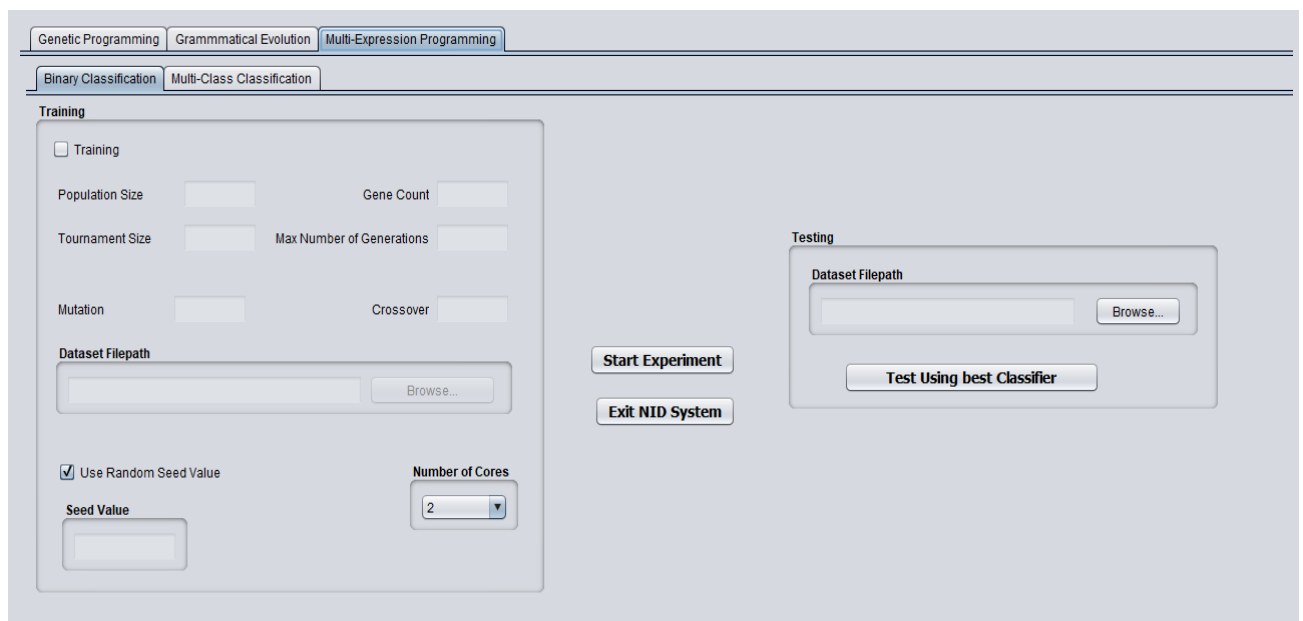 Genetic Programming Grammmatical Evolution Multi-Expression Programming
Binary Classification Multi-Class Classification
Training
Training
Population Size Gene Count
Tournament Size Max Number of Generations
Mutation Crossover
Dataset Filepath
Browse...
Use Random Seed Value
Number of Cores
2
Seed Value
Start Experiment
Exit NID System
Testing
Dataset Filepath
Browse...
Test Using best Classifier